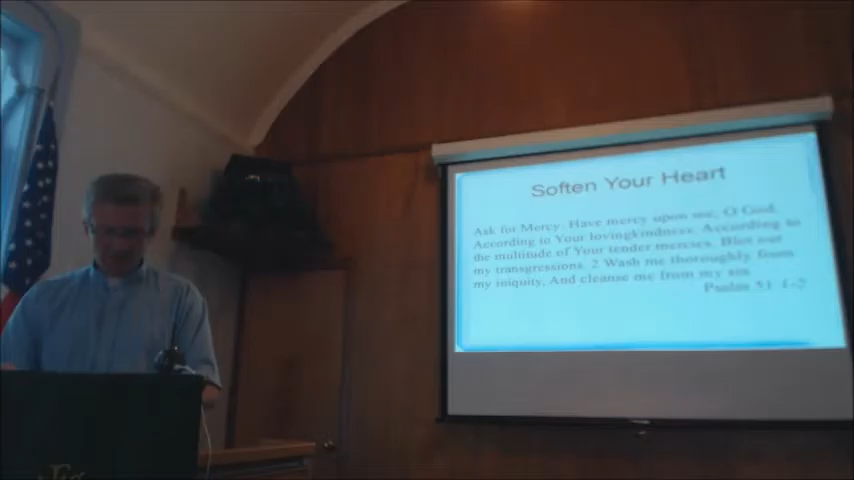 Soften Your Heart
Ask for Mercy. Have mercy upon me, O God,
According to Your lovingkindness, According to
the multitude of Your tender mercies, Blot out
my transgressions. 2 Wash me thoroughly from
my iniquity, And cleanse me from my sin
Psalm 51 1-2